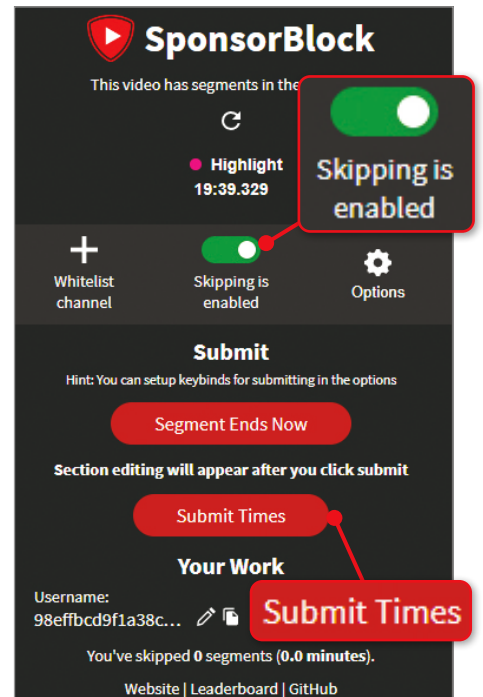 SponsorBlock
This video has segments in the
Highlight
19:39.329
Skipping is
enabled
Whitelist
channel
Skipping is
enabled
Options
Submit
Hint: You can setup keybinds for submitting in the options
Segment Ends Now
Section editing will appear after you click submit
Submit Times
Your Work
Username:
98effbcd9f1a38c...
Submit Times
You've skipped 0 segments (0.0 minutes).
Website | Leaderboard | GitHub